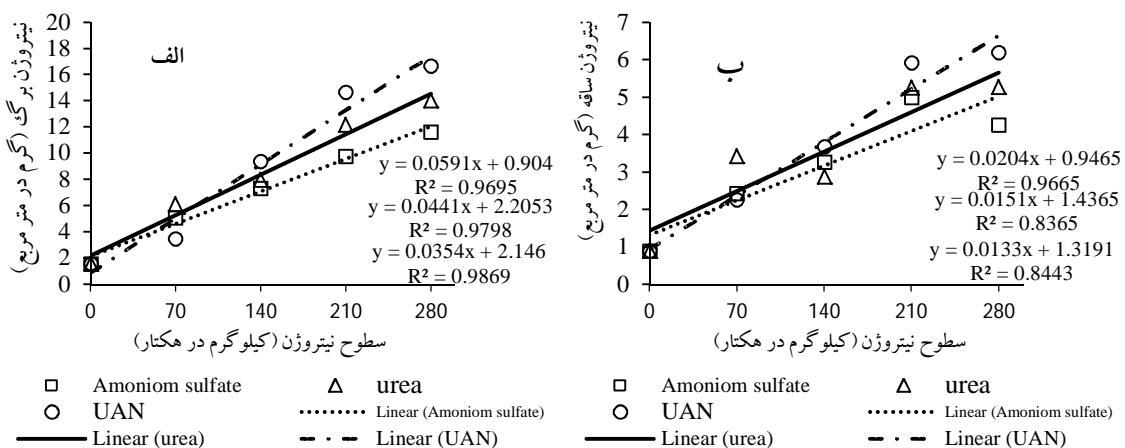 نیتروژن برگ (گرم در متر مربع)
20
18
16
14
12
10
8
6
4
2
0
الف
y = 0.0591x + 0.904
R² = 0.9695
y = 0.0441x + 2.2053
R² = 0.9798
y = 0.0354x + 2.146
R² = 0.9869
0 70 140 210 280
سطوح نیتروژن (کیلوگرم در هکتار)
Amoniom sulfate urea
UAN Linear (Amoniom sulfate)
Linear (urea) Linear (UAN)
نیتروژن ساقه (گرم در متر مربع)
7
6
5
4
3
2
1
0
ب
y = 0.0204x + 0.9465
R² = 0.9665
y = 0.0151x + 1.4365
R² = 0.8365
y = 0.0133x + 1.3191
R² = 0.8443
0 70 140 210 280
سطوح نیتروژن (کیلوگرم در هکتار)
Amoniom sulfate urea
UAN Linear (Amoniom sulfate)
Linear (urea) Linear (UAN)